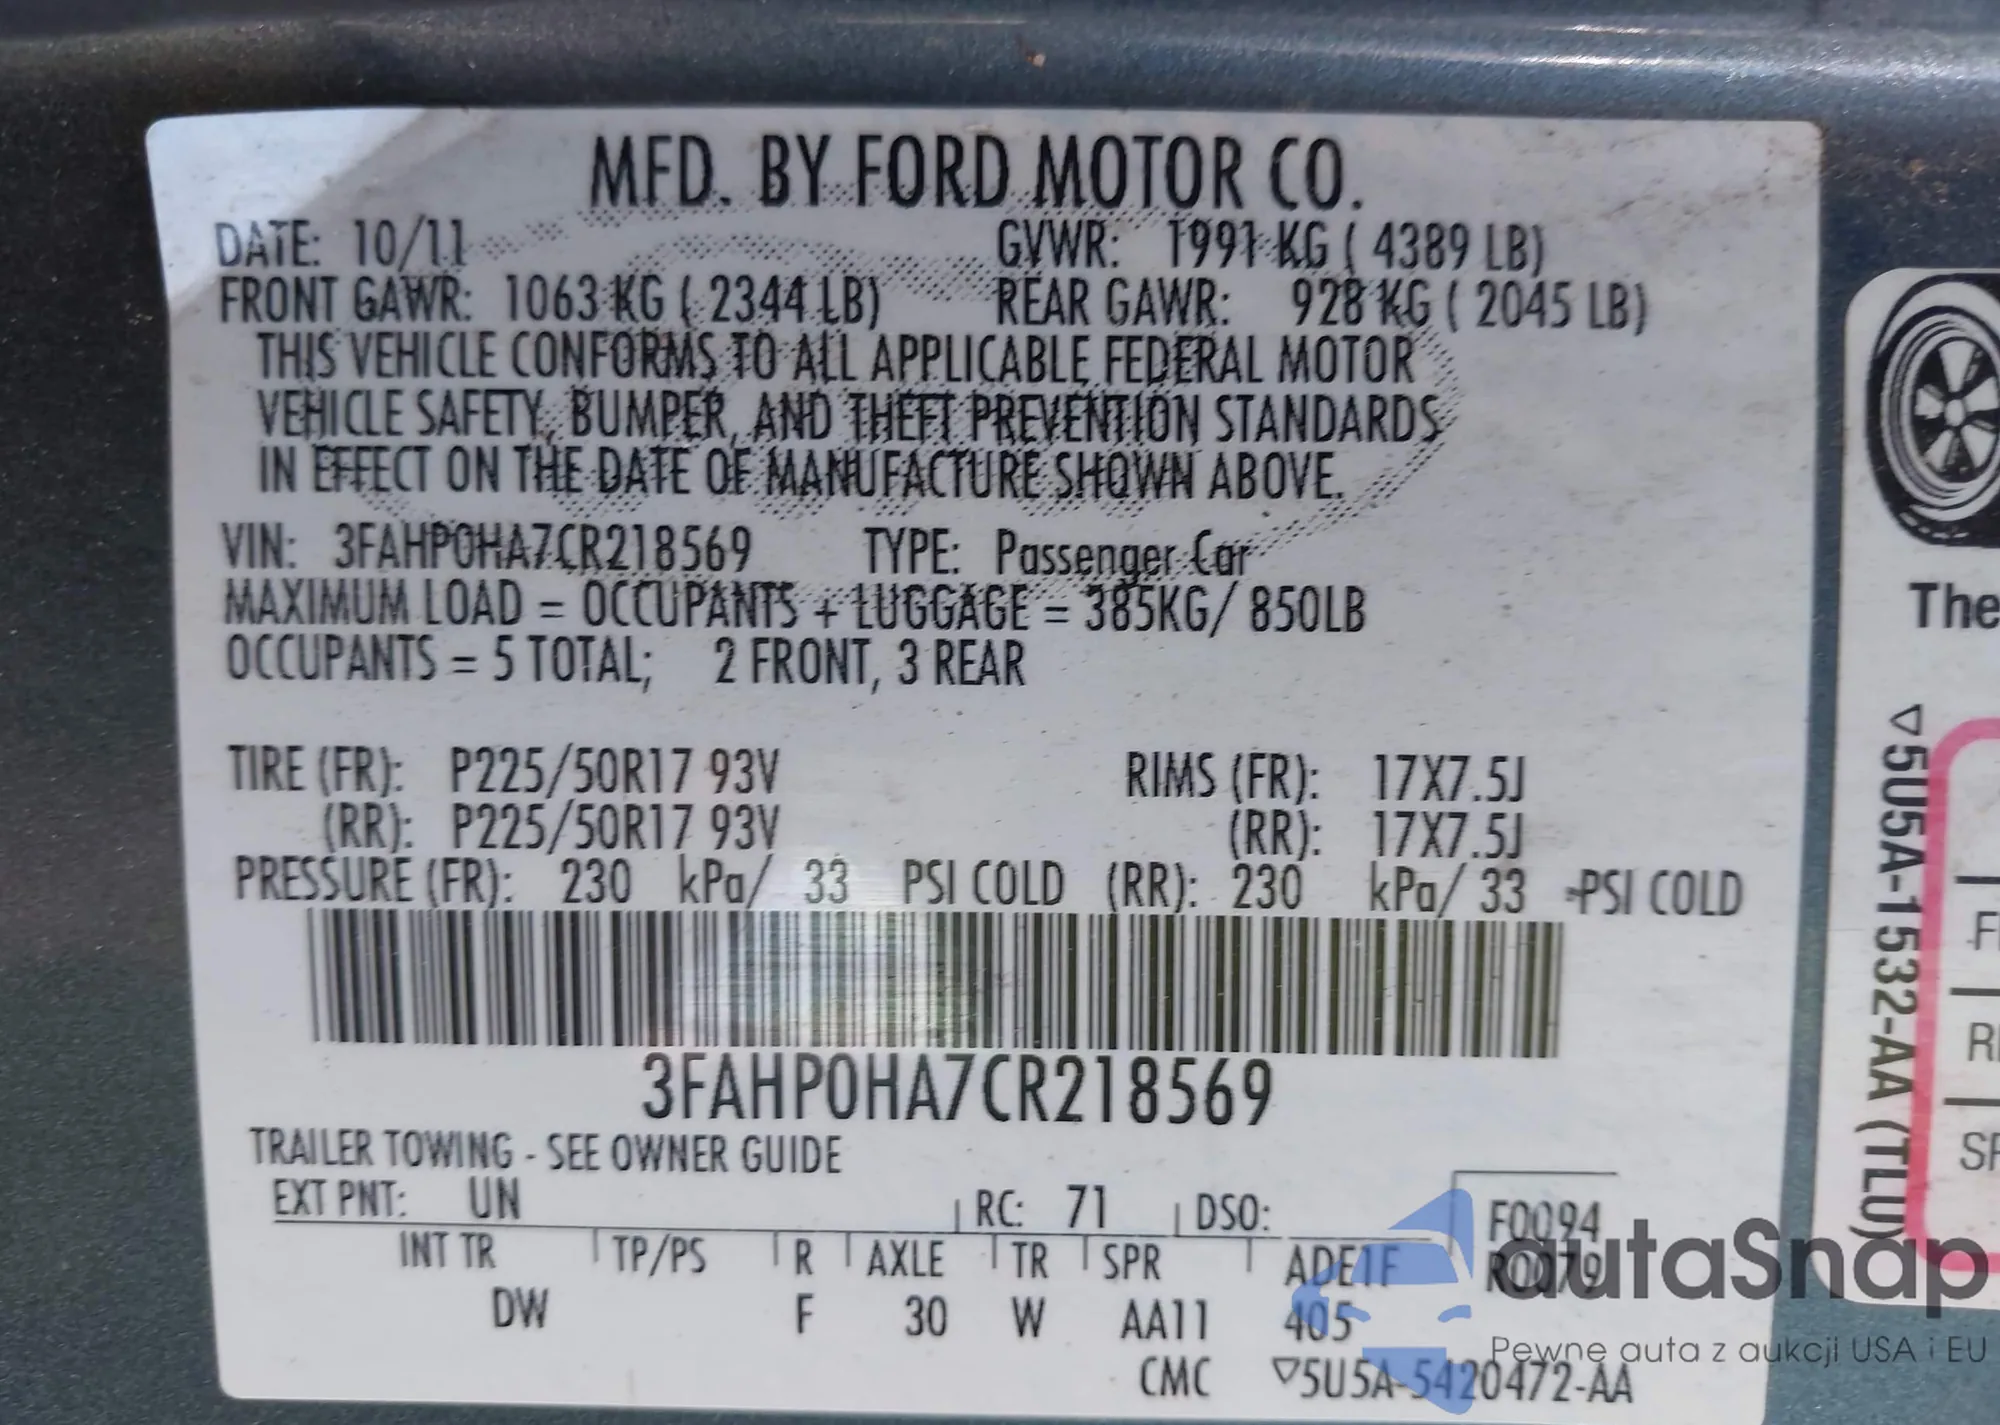 MFD. BY FORD MOTOR CO.
DATE: 10/11 GVWR: 1991 KG ( 4389 LB)
FRONT GAWR: 1063 KG ( 2344 LB) REAR GAWR: 928 KG ( 2045 LB)
THIS VEHICLE CONFORMS TO ALL APPLICABLE FEDERAL MOTOR
VEHICLE SAFETY, BUMPER, AND THEFT PREVENTION STANDARDS
IN EFFECT ON THE DATE OF MANUFACTURE SHOWN ABOVE.
VIN: 3FAHP0HA7CR218569 TYPE: Passenger Car
MAXIMUM LOAD = OCCUPANTS + LUGGAGE = 385KG/ 850LB
OCCUPANTS = 5 TOTAL; 2 FRONT, 3 REAR
TIRE (FR): P225/50R17 93V RIMS (FR): 17X7.5J
(RR): P225/50R17 93V (RR): 17X7.5J
PRESSURE (FR): 230 kPa/ 33 PSI COLD (RR): 230 kPa/ 33 PSI COLD
3FAHP0HA7CR218569
TRAILER TOWING - SEE OWNER GUIDE
EXT PNT: UN RC: 71 DSO: F0094
INT TR TP/PS R AXLE TR SPR ADE1F R0079
DW F 30 W AA11 405
CMC ▽5U5A-5420472-AA
The
▽5U5A-1532-AA (TLU)
autaSnap
Pewne auta z aukcji USA i EU